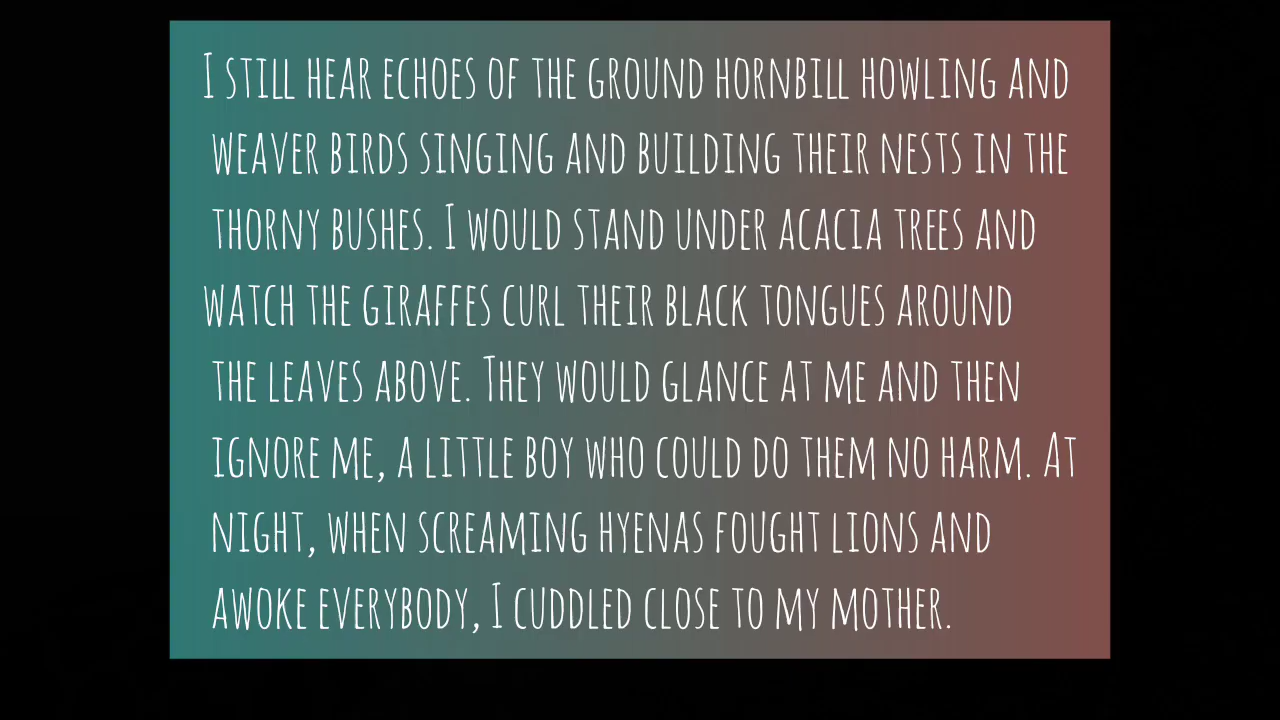 I STILL HEAR ECHOES OF THE GROUND HORNBILL HOWLING AND
WEAVER BIRDS SINGING AND BUILDING THEIR NESTS IN THE
THORNY BUSHES. I WOULD STAND UNDER ACACIA TREES AND
WATCH THE GIRAFFES CURL THEIR BLACK TONGUES AROUND
THE LEAVES ABOVE. THEY WOULD GLANCE AT ME AND THEN
IGNORE ME, A LITTLE BOY WHO COULD DO THEM NO HARM. AT
NIGHT, WHEN SCREAMING HYENAS FOUGHT LIONS AND
AWOKE EVERYBODY, I CUDDLED CLOSE TO MY MOTHER.